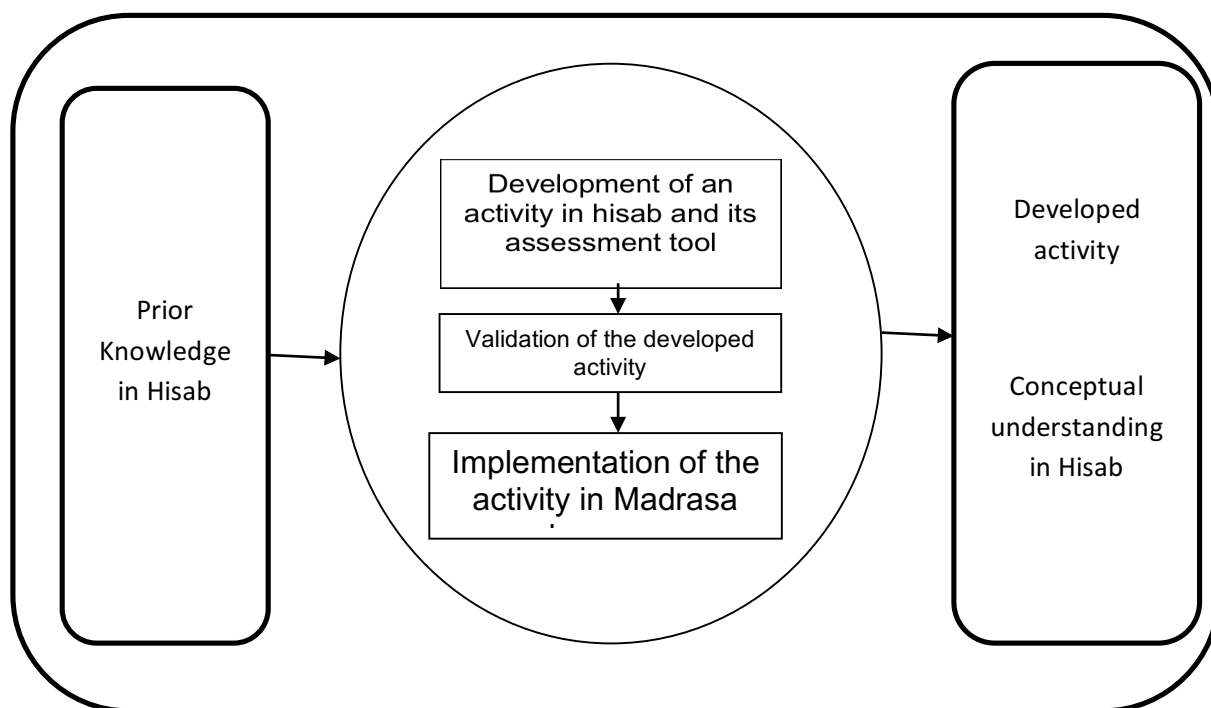 Prior
Knowledge
in Hisab
Development of an
activity in hisab and its
assessment tool
Validation of the developed
activity
Implementation of the
activity in Madrasa
Developed
activity
Conceptual
understanding
in Hisab